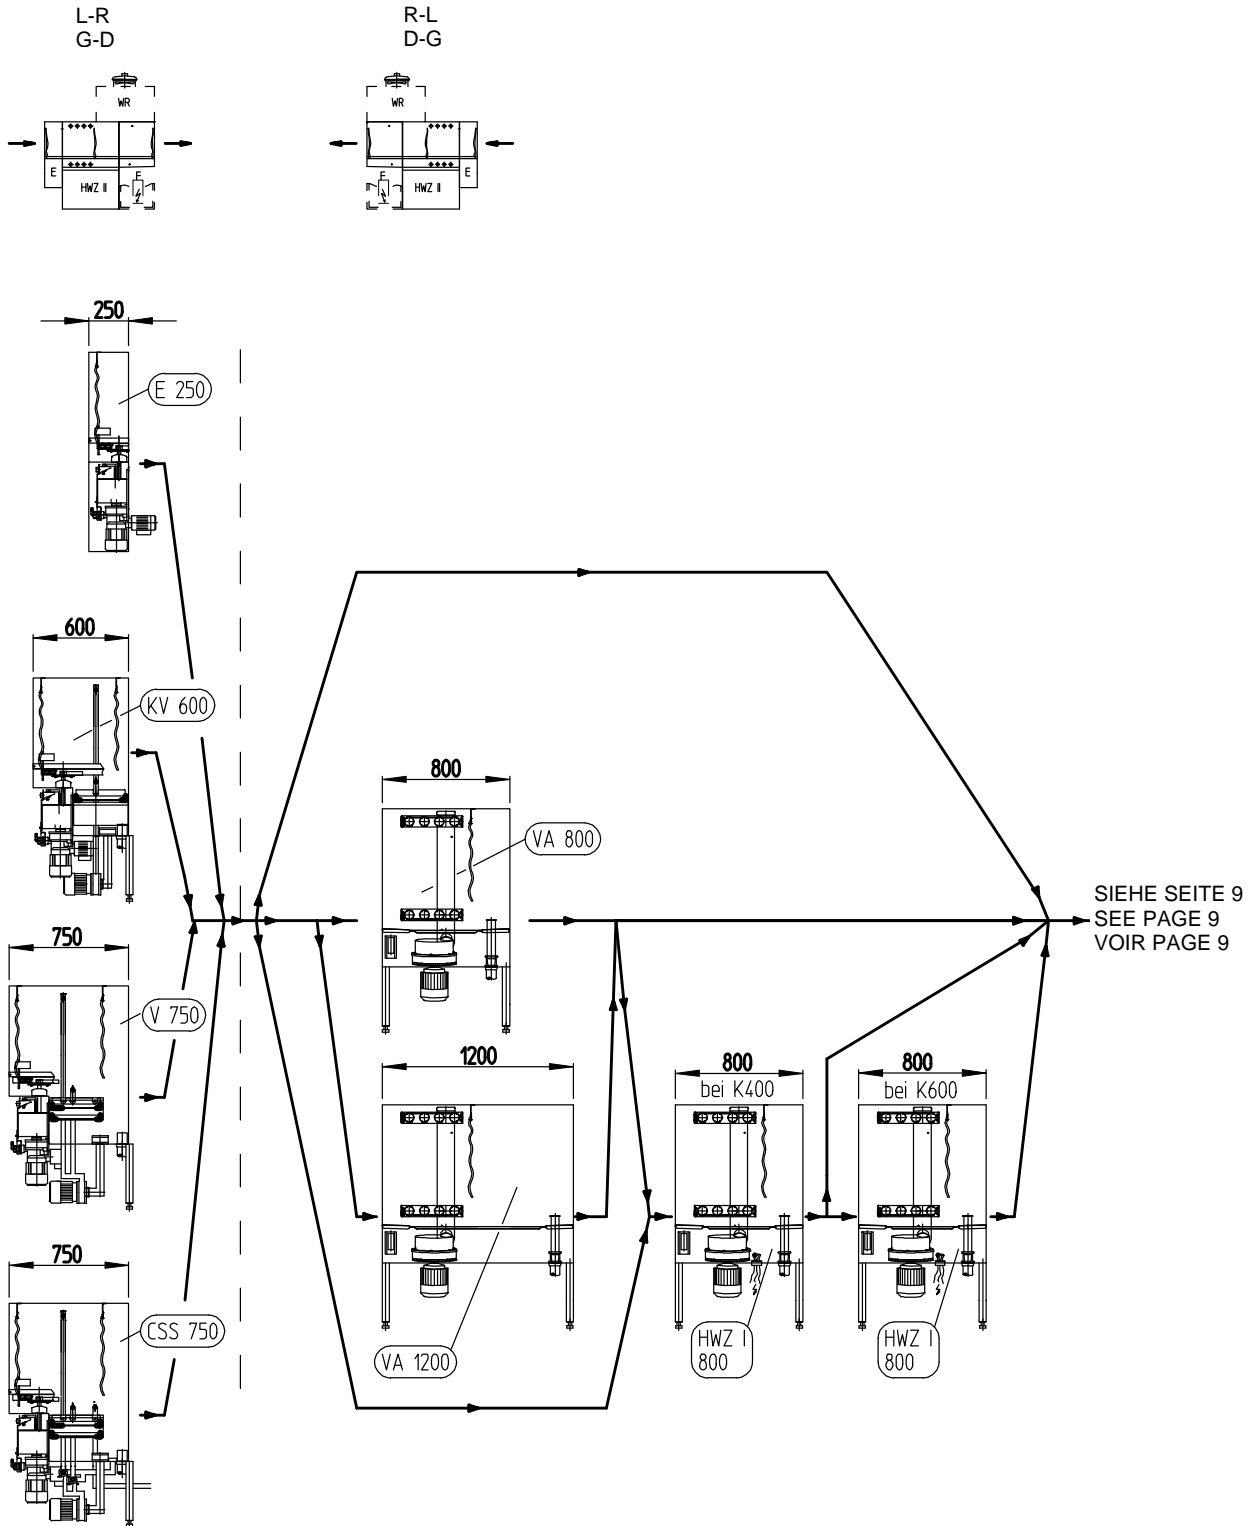 L-R
G-D
R-L
D-G
WR
E
HWZ II
F
WR
F
HWZ II
E
250
E 250
600
KV 600
800
VA 800
SIEHE SEITE 9
SEE PAGE 9
VOIR PAGE 9
750
V 750
1200
800
bei K400
800
bei K600
750
CSS 750
VA 1200
HWZ I
800
HWZ I
800